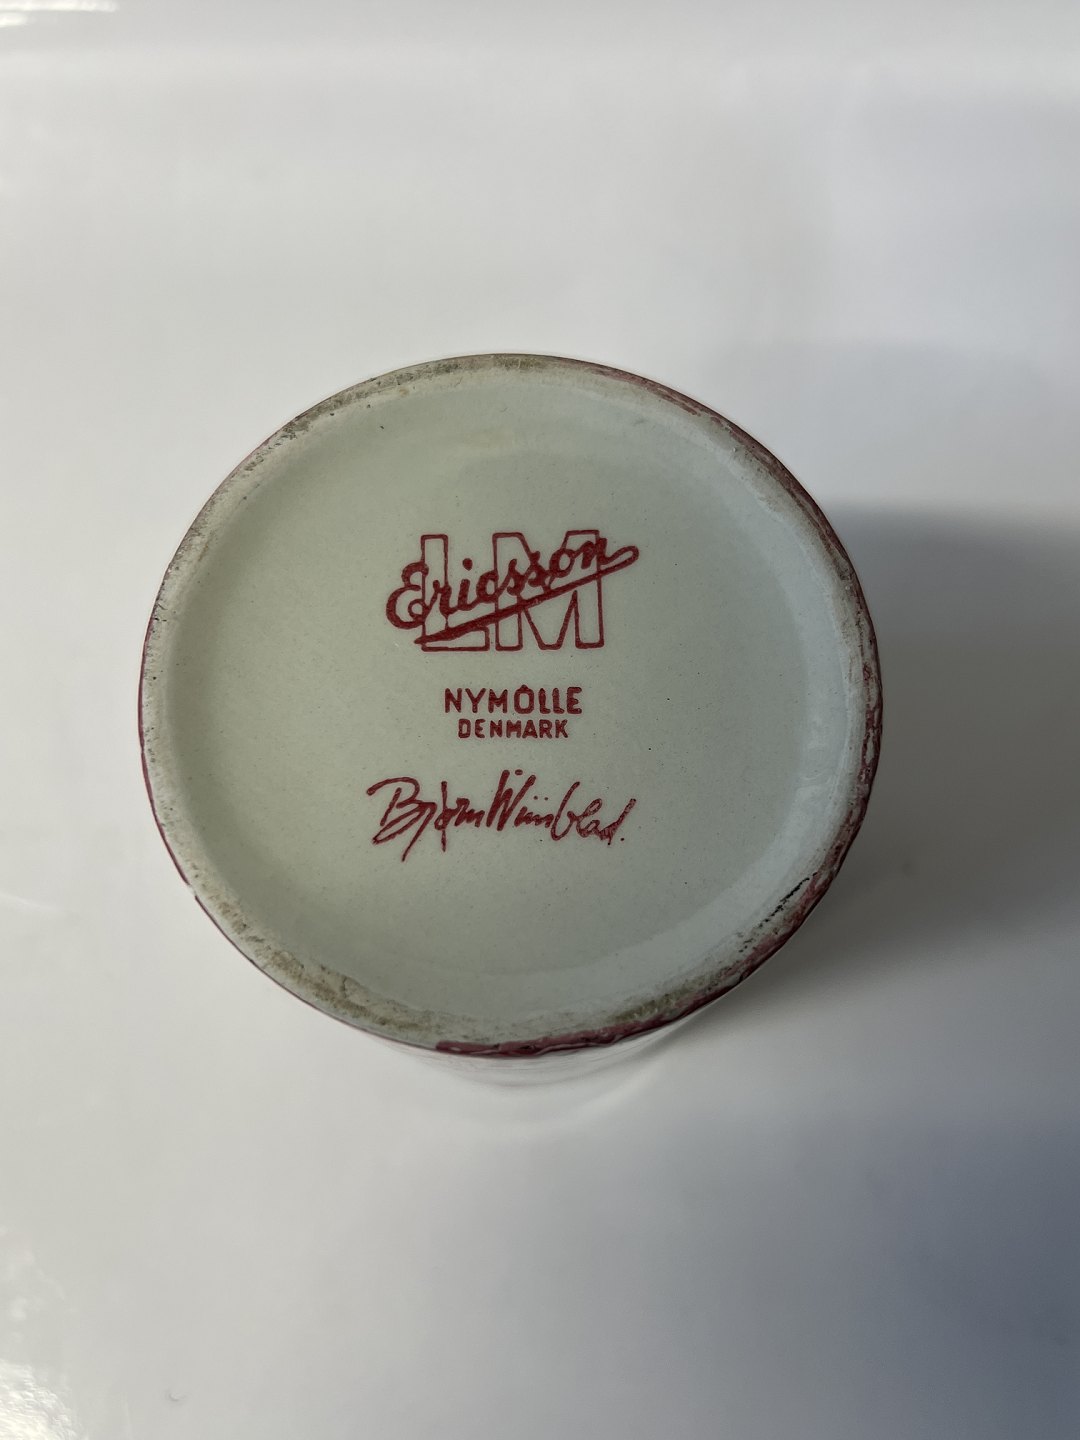 LM
Ericsson
NYMÖLLE
DENMARK
Bjørn Wiinblad.